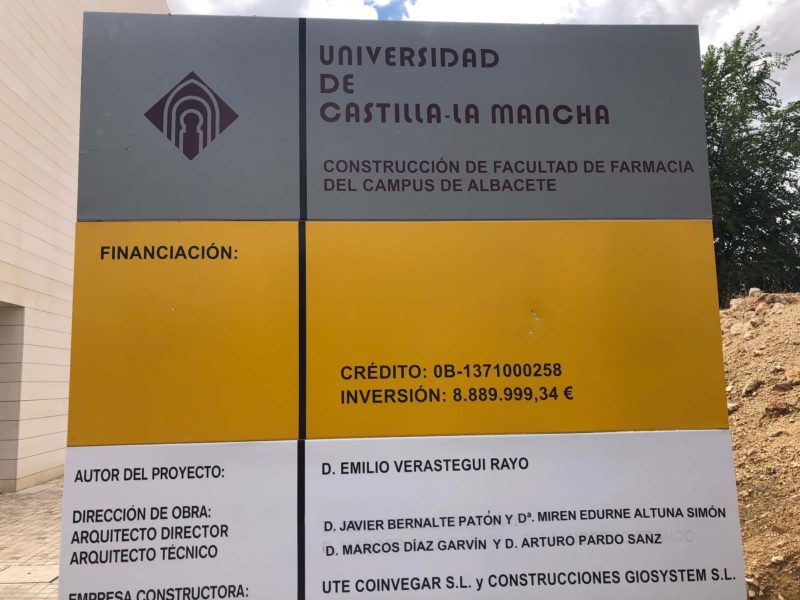 UNIVERSIDAD
DE
CASTILLA-LA MANCHA
CONSTRUCCIÓN DE FACULTAD DE FARMACIA
DEL CAMPUS DE ALBACETE
FINANCIACIÓN:
CRÉDITO: 0B-1371000258
INVERSIÓN: 8.889.999,34 €
AUTOR DEL PROYECTO: D. EMILIO VERASTEGUI RAYO
DIRECCIÓN DE OBRA:
ARQUITECTO DIRECTOR D. JAVIER BERNALTE PATÓN Y Dª. MIREN EDURNE ALTUNA SIMÓN
ARQUITECTO TÉCNICO D. MARCOS DÍAZ GARVÍN Y D. ARTURO PARDO SANZ
EMPRESA CONSTRUCTORA: UTE COINVEGAR S.L. y CONSTRUCCIONES GIOSYSTEM S.L.